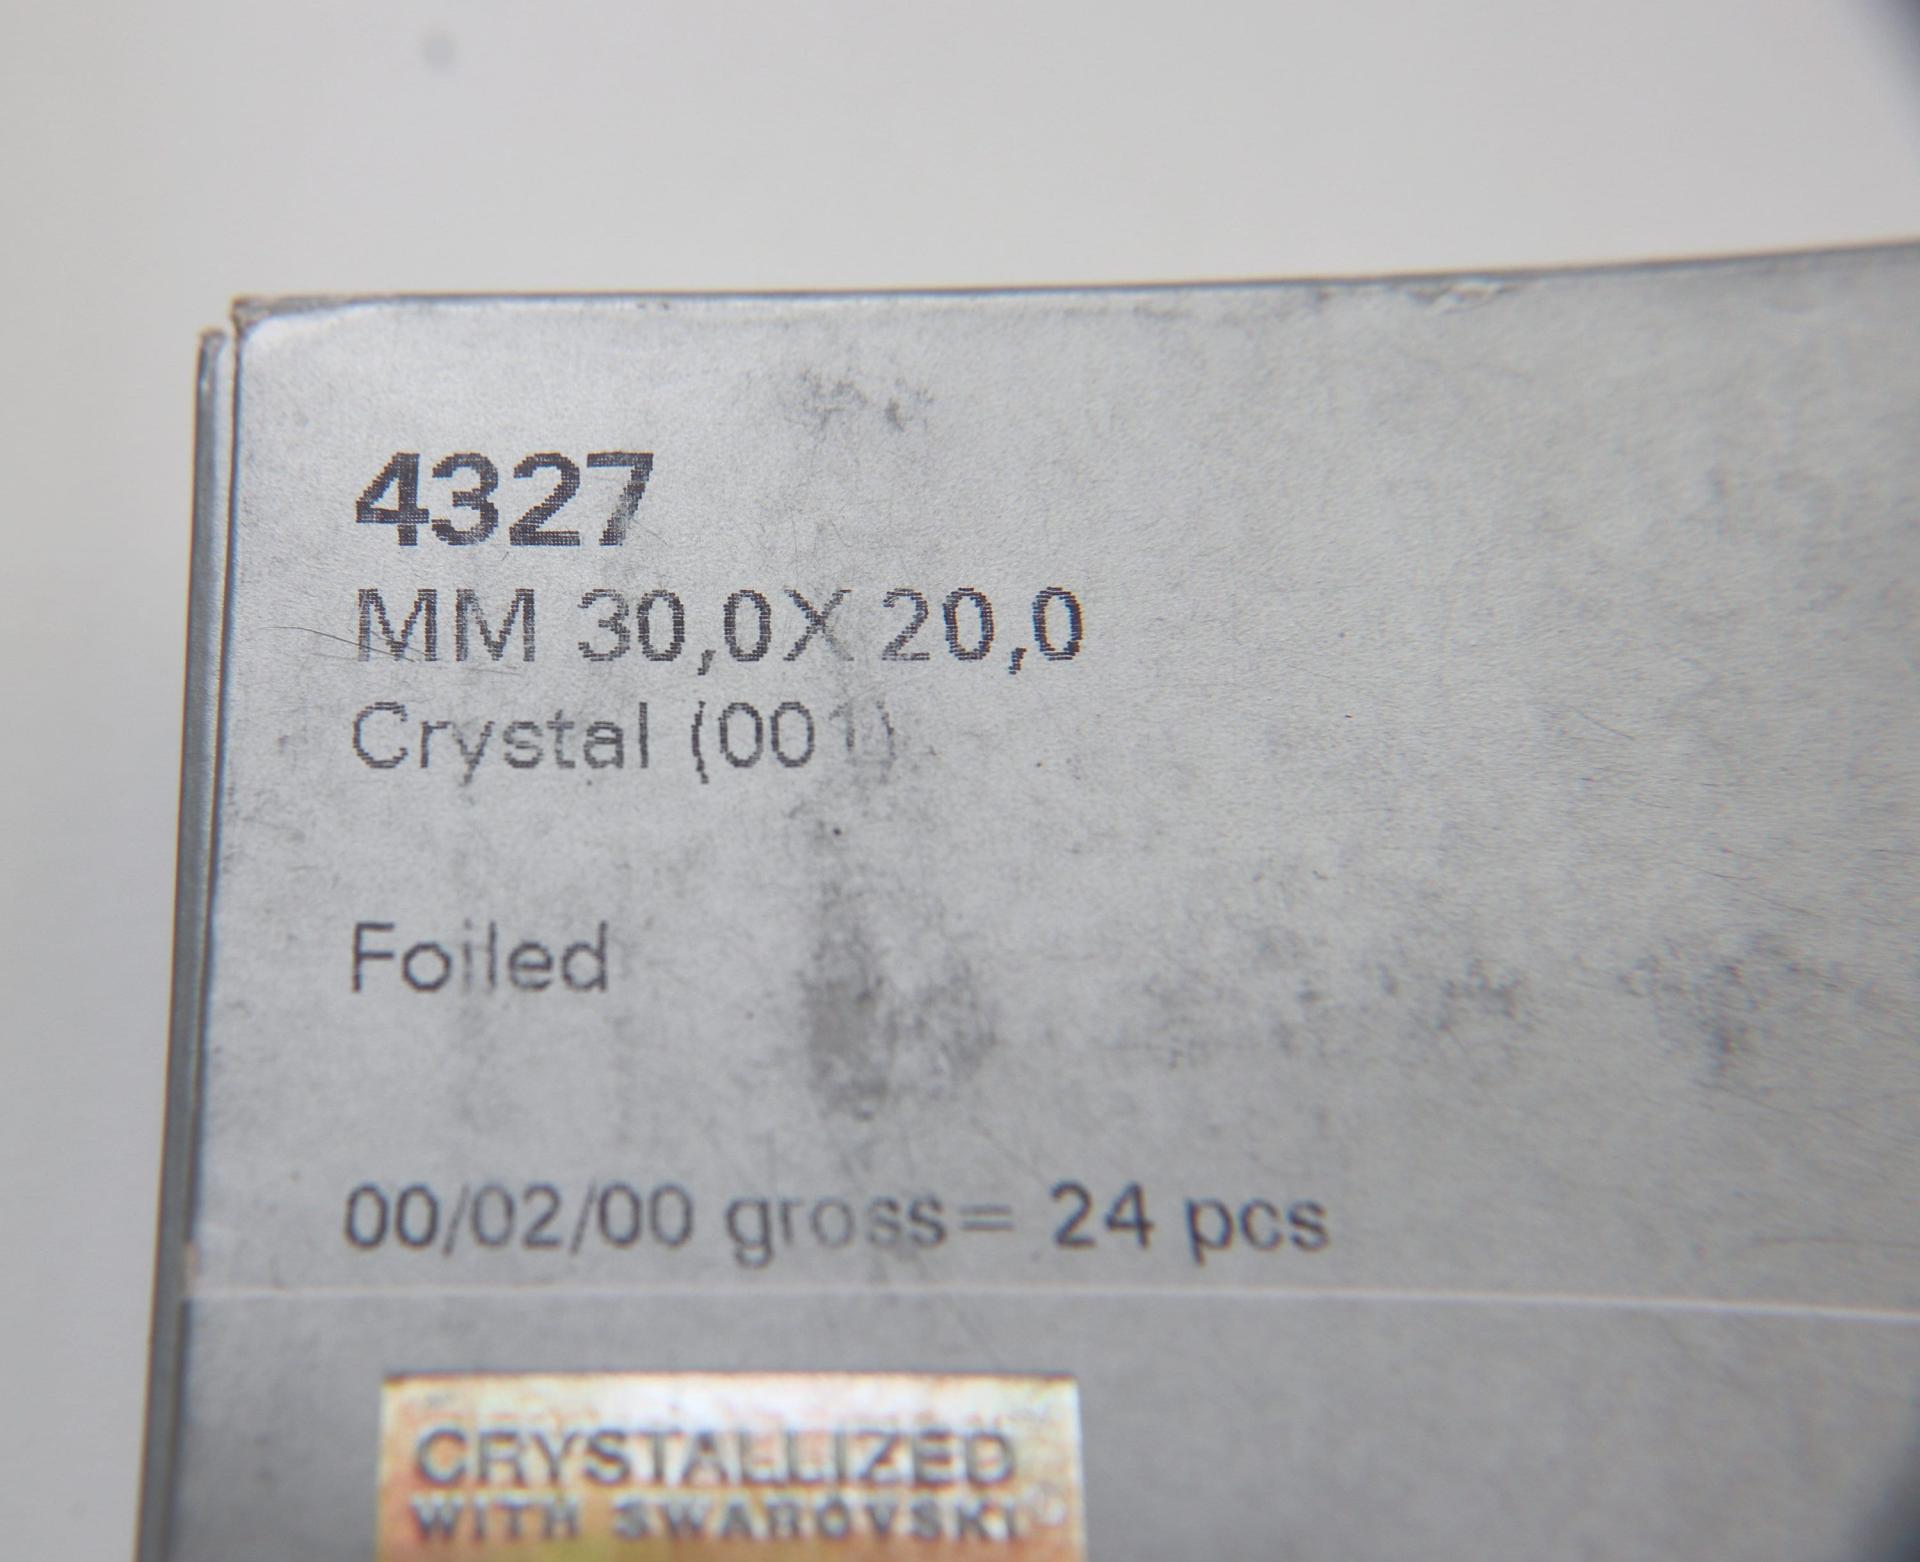 4327
MM 30,0X 20,0
Crystal (001)
Foiled
00/02/00 gross= 24 pcs
CRYSTALLIZED
WITH SWAROVSKI